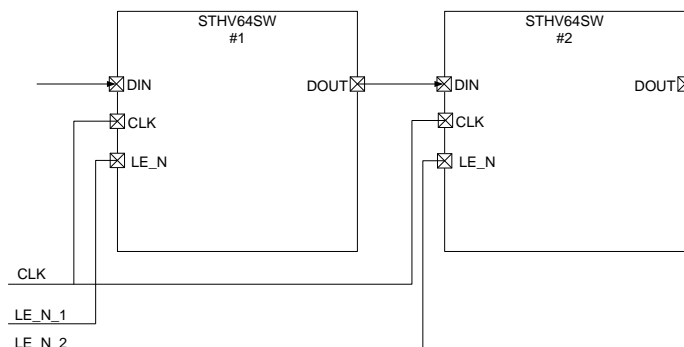 STHV64SW
#1
STHV64SW
#2
DIN
DOUT
DIN
DOUT
CLK
CLK
LE_N
LE_N
CLK
LE_N_1
LE_N_2